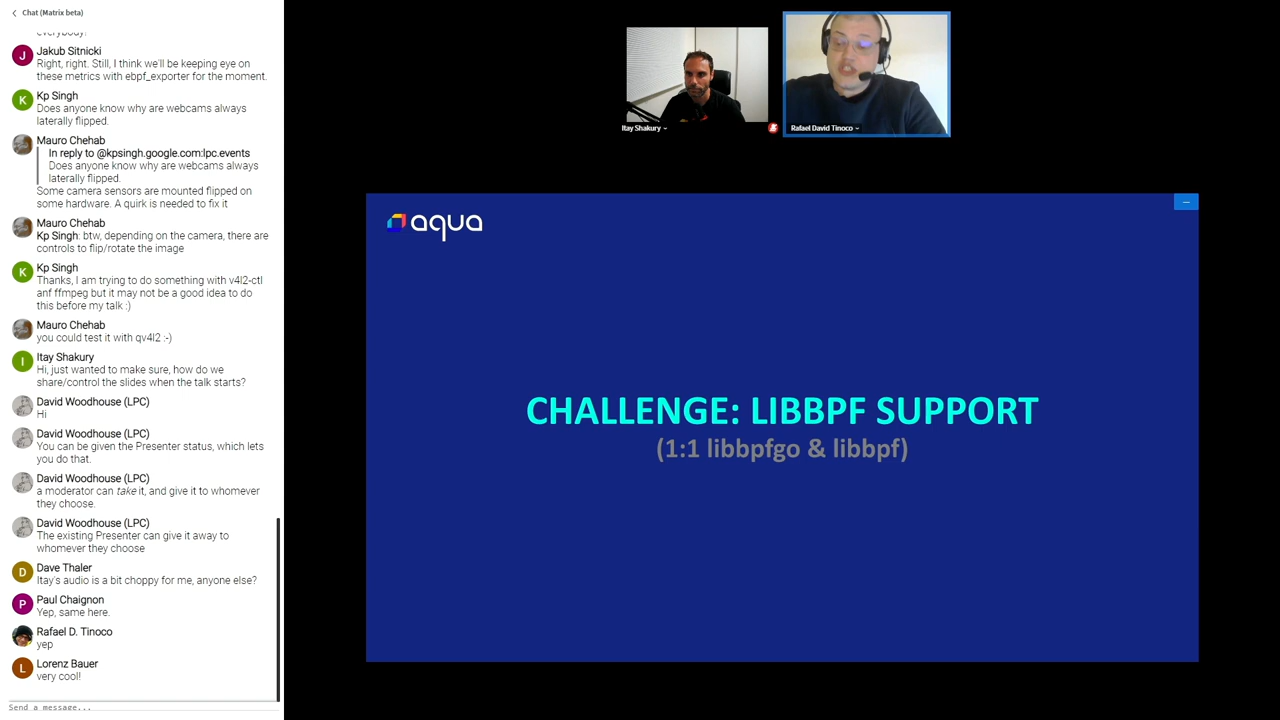 Chat (Matrix beta)
everybody!
Jakub Sitnicki
Right, right. Still, I think we'll be keeping eye on
these metrics with ebpf_exporter for the moment.
Kp Singh
Does anyone know why are webcams always
laterally flipped.
Mauro Chehab
In reply to @kpsingh.google.com:lpc.events
Does anyone know why are webcams always
laterally flipped.
Some camera sensors are mounted flipped on
some hardware. A quirk is needed to fix it
Mauro Chehab
Kp Singh: btw, depending on the camera, there are
controls to flip/rotate the image
Kp Singh
Thanks, I am trying to do something with v4l2-ctl
anf ffmpeg but it may not be a good idea to do
this before my talk :)
Mauro Chehab
you could test it with qv4l2 :-)
Itay Shakury
Hi, just wanted to make sure, how do we
share/control the slides when the talk starts?
David Woodhouse (LPC)
Hi
David Woodhouse (LPC)
You can be given the Presenter status, which lets
you do that.
David Woodhouse (LPC)
a moderator can take it, and give it to whomever
they choose.
David Woodhouse (LPC)
The existing Presenter can give it away to
whomever they choose
Dave Thaler
Itay's audio is a bit choppy for me, anyone else?
Paul Chaignon
Yep, same here.
Rafael D. Tinoco
yep
Lorenz Bauer
very cool!
Send a message...
J
K
K
I
D
P
L
Itay Shakury
Rafael David Tinoco
aqua
CHALLENGE: LIBBPF SUPPORT
(1:1 libbpfgo & libbpf)